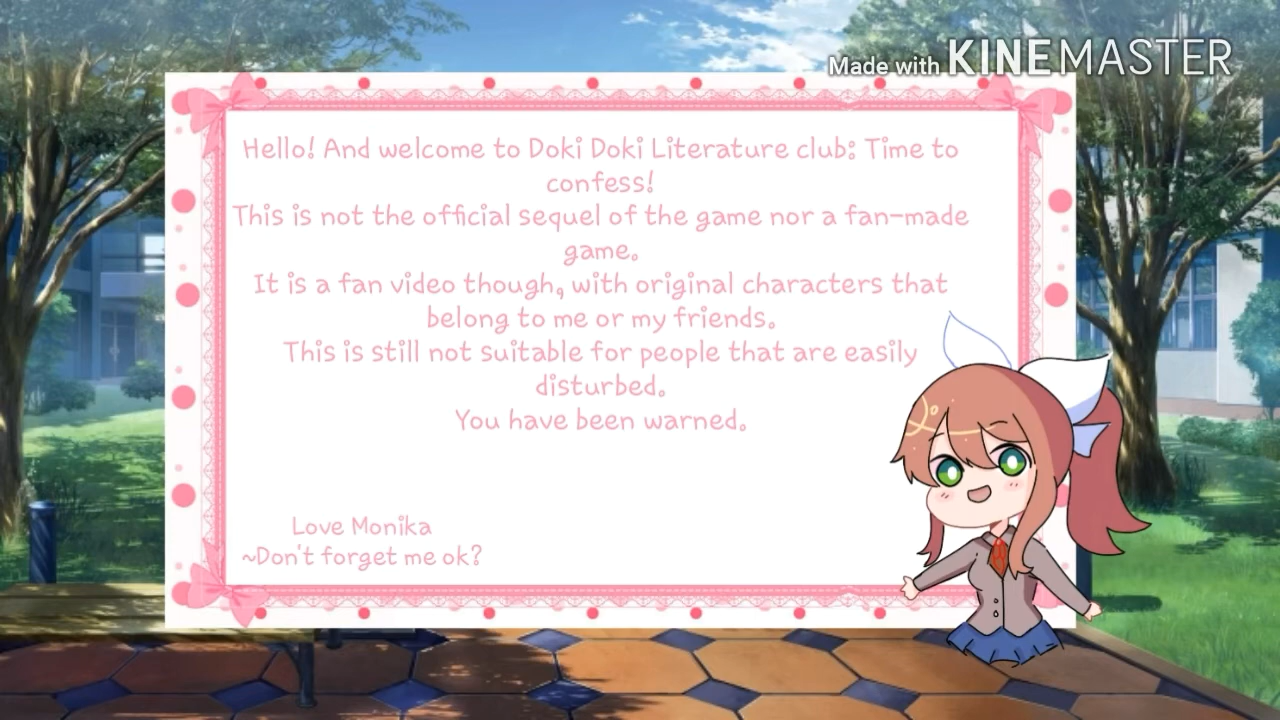 Made with KINEMASTER
Hello! And welcome to Doki Doki Literature club: Time to
confess!
This is not the official sequel of the game nor a fan-made
game.
It is a fan video though, with original characters that
belong to me or my friends.
This is still not suitable for people that are easily
disturbed.
You have been warned.
Love Monika
~Don't forget me ok?